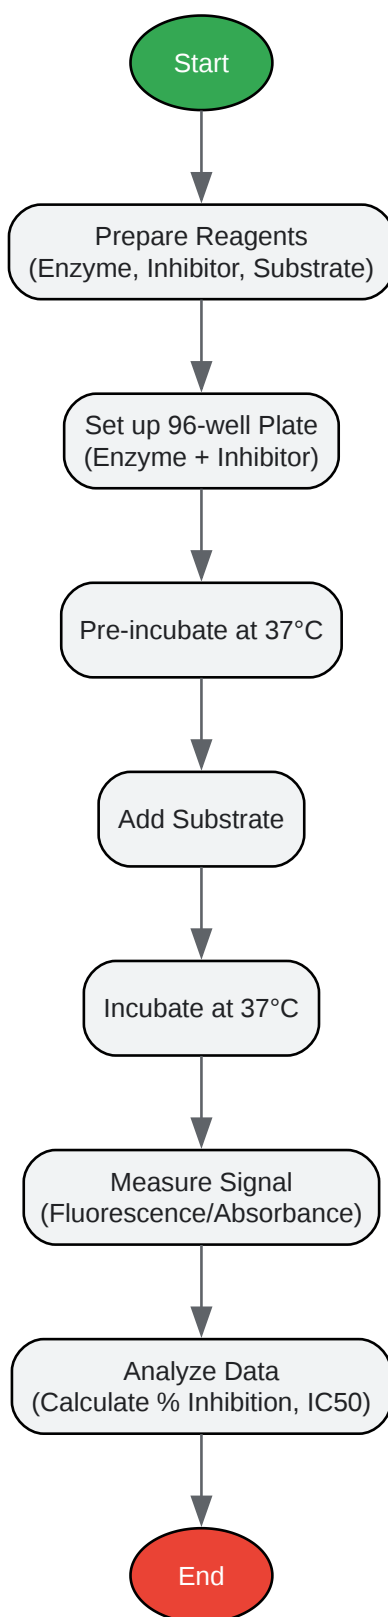 Start
Prepare Reagents
(Enzyme, Inhibitor, Substrate)
Set up 96-well Plate
(Enzyme + Inhibitor)
Pre-incubate at 37°C
Add Substrate
Incubate at 37°C
Measure Signal
(Fluorescence/Absorbance)
Analyze Data
(Calculate % Inhibition, IC50)
End